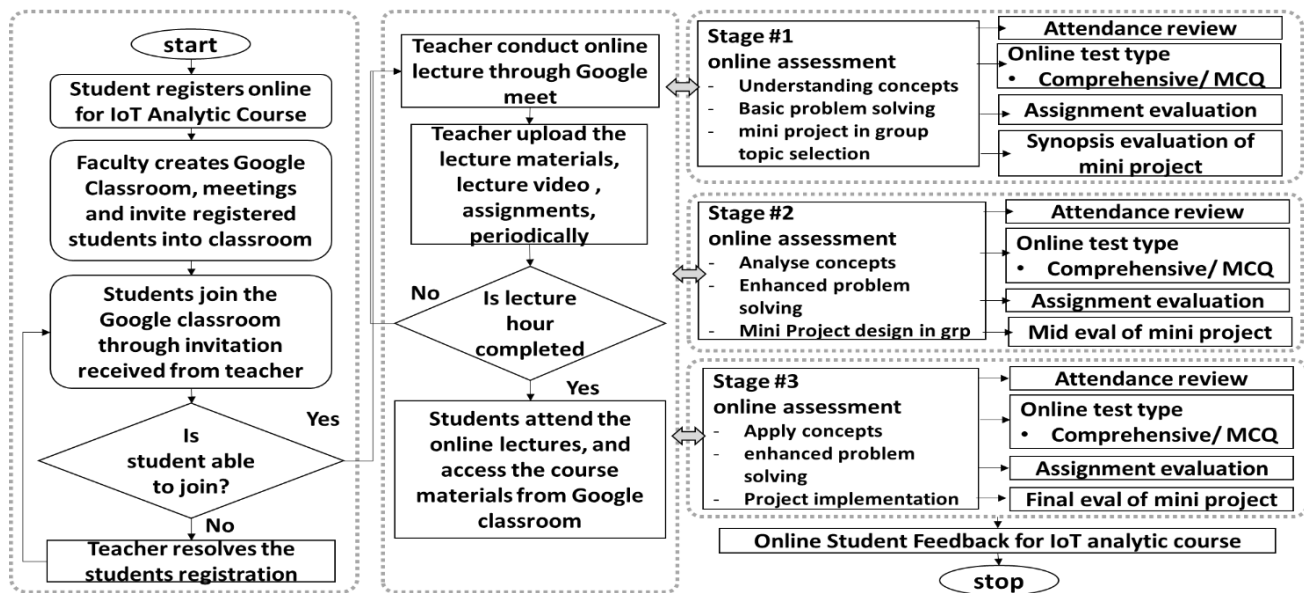 start
Student registers online
for IoT Analytic Course
Faculty creates Google
Classroom, meetings
and invite registered
students into classroom
Students join the
Google classroom
through invitation
received from teacher
Yes
Is
student able
to join?
No
Teacher resolves the
students registration
Teacher conduct online
lecture through Google
meet
Teacher upload the
lecture materials,
lecture video ,
assignments,
periodically
No
Is lecture
hour
completed
Yes
Students attend the
online lectures, and
access the course
materials from Google
classroom
Stage #1
online assessment
- Understanding concepts
- Basic problem solving
- mini project in group
topic selection
Attendance review
Online test type
• Comprehensive/ MCQ
Assignment evaluation
Synopsis evaluation of
mini project
Stage #2
online assessment
- Analyse concepts
- Enhanced problem
solving
- Mini Project design in grp
Attendance review
Online test type
• Comprehensive/ MCQ
Assignment evaluation
Mid eval of mini project
Stage #3
online assessment
- Apply concepts
- enhanced problem
solving
- Project implementation
Attendance review
Online test type
• Comprehensive/ MCQ
Assignment evaluation
Final eval of mini project
Online Student Feedback for IoT analytic course
stop